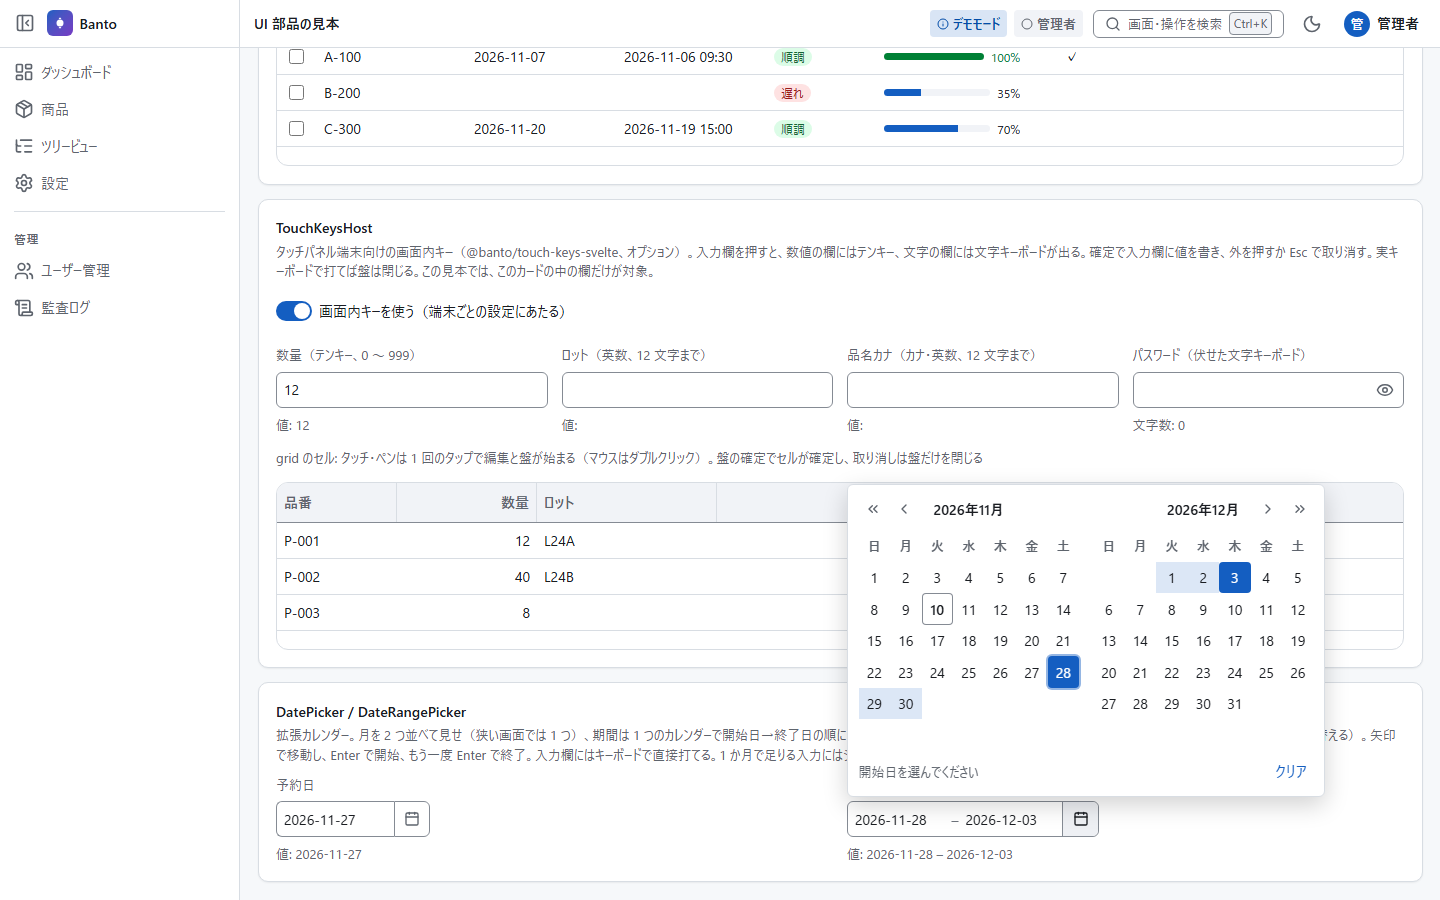 Banto
UI 部品の見本
デモモード
管理者
画面・操作を検索 Ctrl+K
管 管理者
ダッシュボード
商品
ツリービュー
設定
管理
ユーザー管理
監査ログ
A-100 2026-11-07 2026-11-06 09:30 順調 100% ✓
B-200 遅れ 35%
C-300 2026-11-20 2026-11-19 15:00 順調 70%
TouchKeysHost
タッチパネル端末向けの画面内キー（@banto/touch-keys-svelte、オプション）。入力欄を押すと、数値の欄にはテンキー、文字の欄には文字キーボードが出る。確定で入力欄に値を書き、外を押すか Esc で取り消す。実キ
ーボードで打てば盤は閉じる。この見本では、このカードの中の欄だけが対象。
画面内キーを使う（端末ごとの設定にあたる）
数量（テンキー、0 〜 999） ロット（英数、12 文字まで） 品名カナ（カナ・英数、12 文字まで） パスワード（伏せた文字キーボード）
12
値: 12 値: 値: 文字数: 0
grid のセル: タッチ・ペンは 1 回のタップで編集と盤が始まる（マウスはダブルクリック）。盤の確定でセルが確定し、取り消しは盤だけを閉じる
品番 数量 ロット
P-001 12 L24A
P-002 40 L24B
P-003 8
« ‹ 2026年11月 2026年12月 › »
日 月 火 水 木 金 土 日 月 火 水 木 金 土
1 2 3 4 5 6 7 1 2 3 4 5
8 9 10 11 12 13 14 6 7 8 9 10 11 12
15 16 17 18 19 20 21 13 14 15 16 17 18 19
22 23 24 25 26 27 28 20 21 22 23 24 25 26
29 30 27 28 29 30 31
開始日を選んでください クリア
DatePicker / DateRangePicker
拡張カレンダー。月を 2 つ並べて見せ（狭い画面では 1 つ）、期間は 1 つのカレンダーで開始日→終了日の順に える）。矢印
で移動し、Enter で開始、もう一度 Enter で終了。入力欄にはキーボードで直接打てる。1 か月で足りる入力には
予約日
2026-11-27 2026-11-28 – 2026-12-03
値: 2026-11-27 値: 2026-11-28 – 2026-12-03